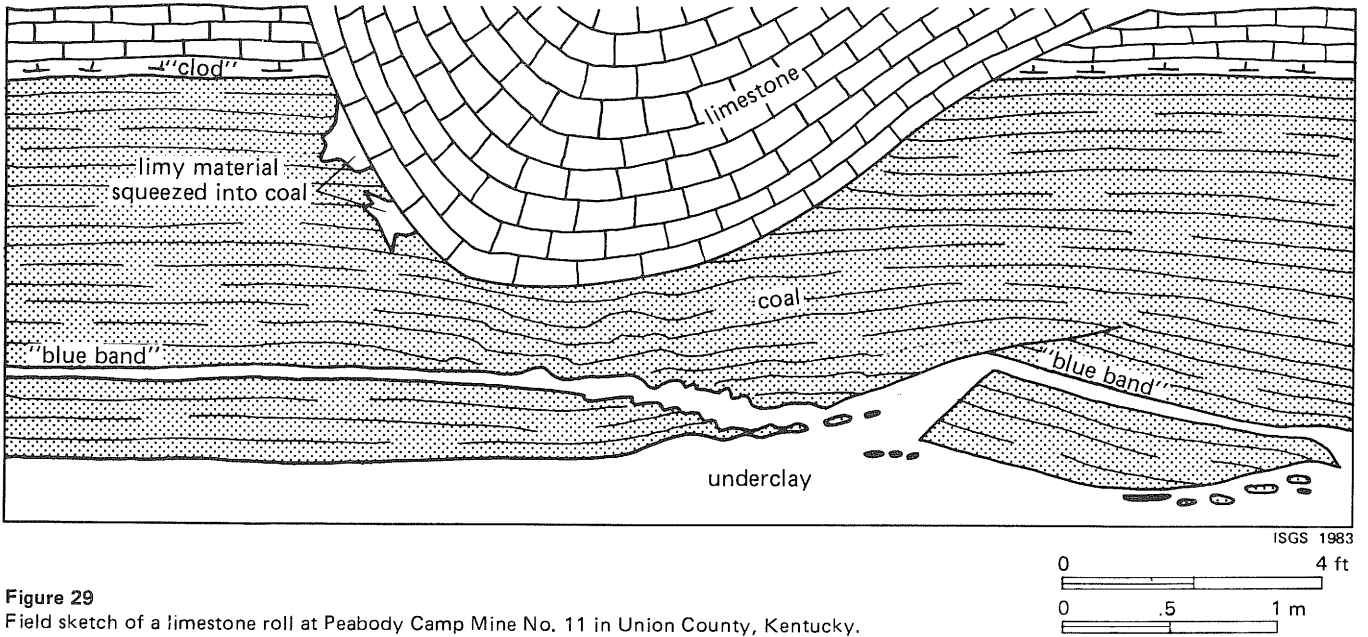 "clod"
limestone
limy material
squeezed into coal
coal
"blue band"
"blue band"
underclay
ISGS 1983
0 4 ft
0 .5 1 m
Figure 29
Field sketch of a limestone roll at Peabody Camp Mine No. 11 in Union County, Kentucky.